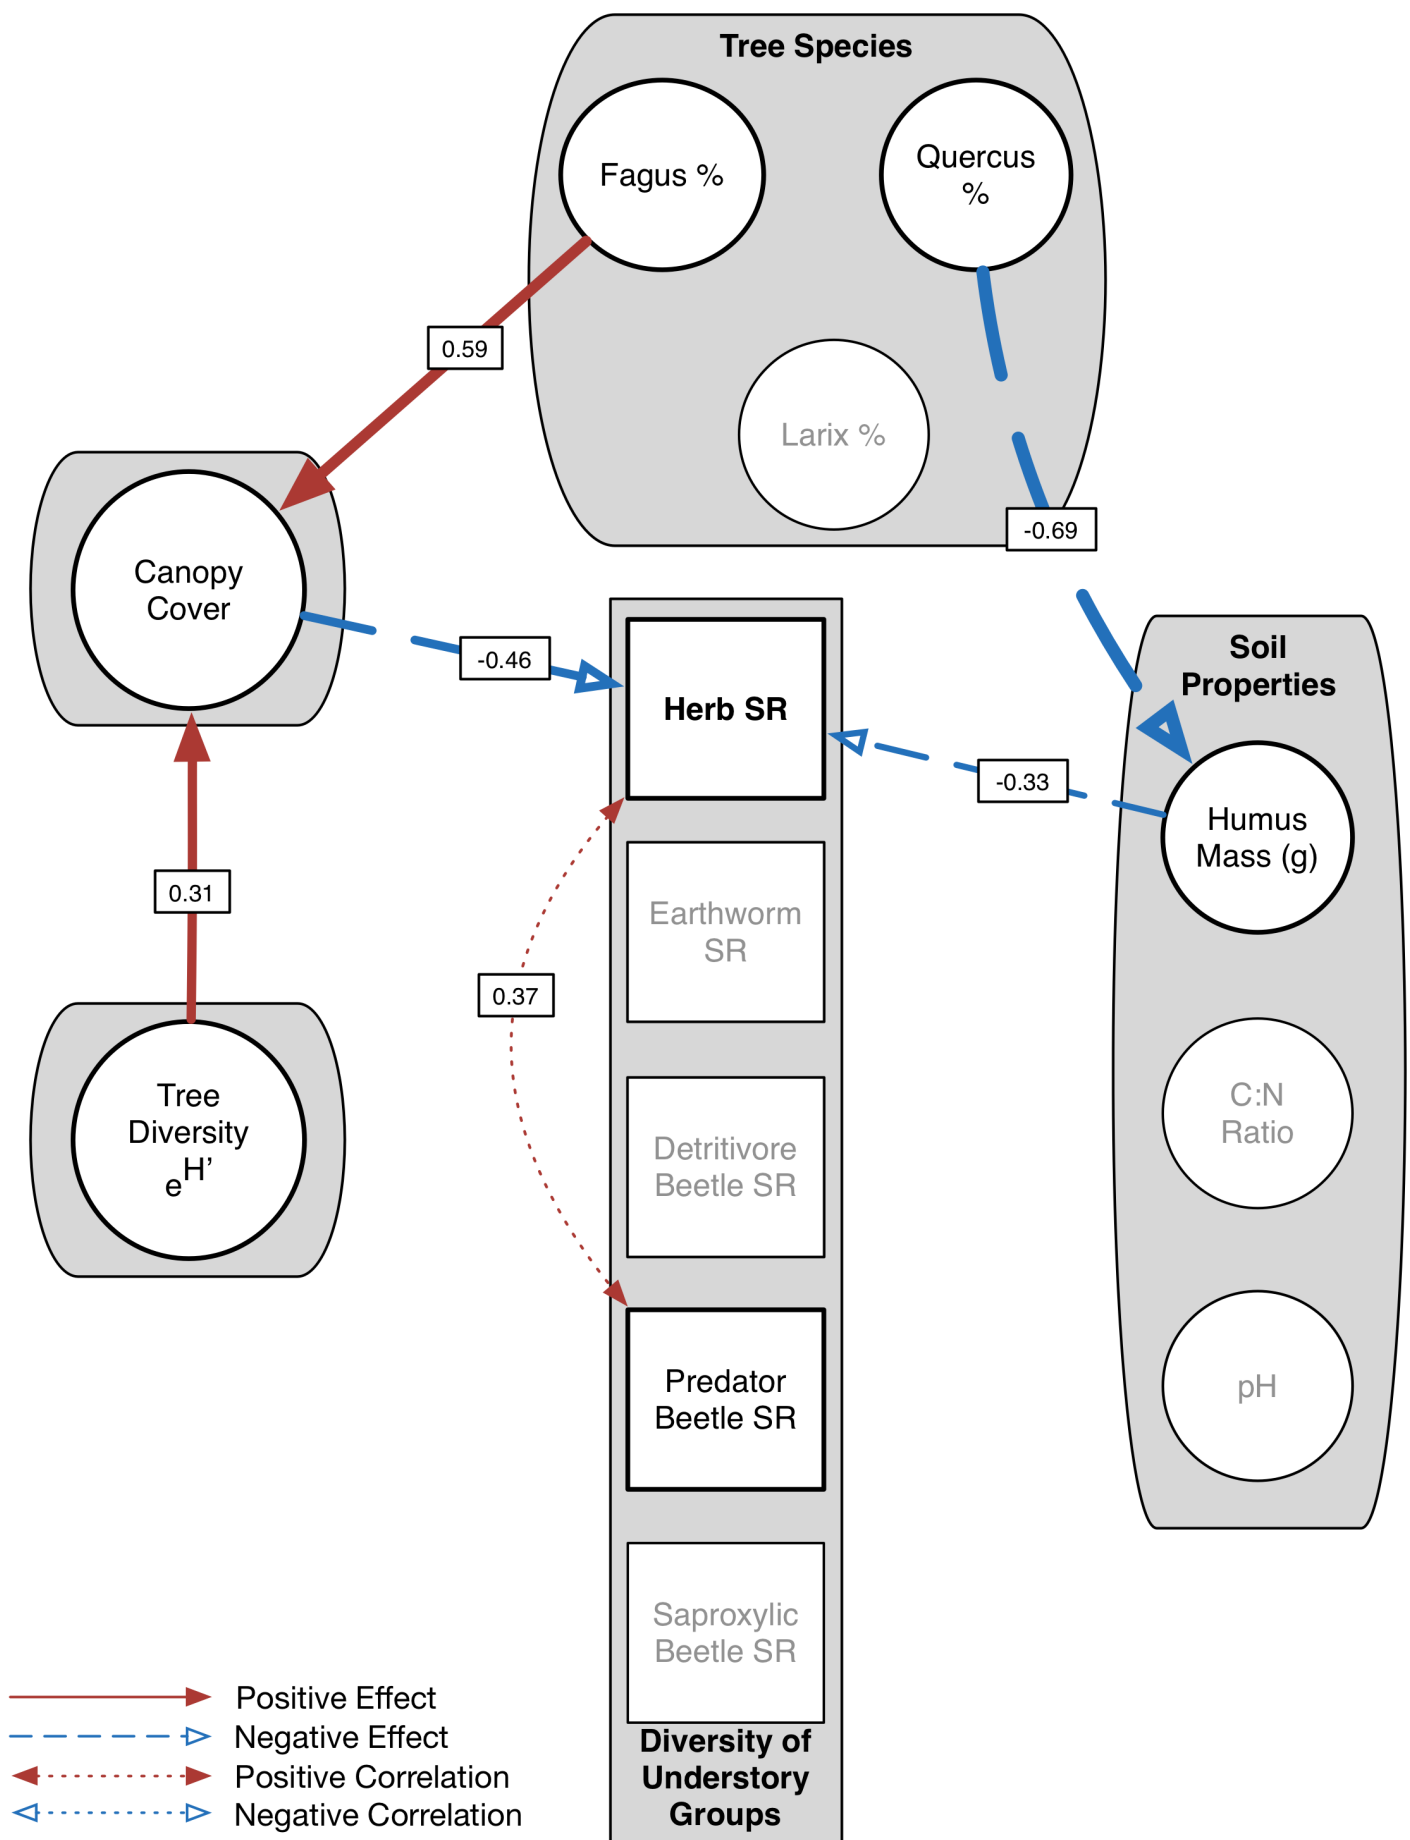 Tree Species
Fagus %
Quercus
%
Larix %
0.59
-0.69
Canopy
Cover
-0.46
Herb SR
-0.33
Soil
Properties
Humus
Mass (g)
0.31
Earthworm
SR
0.37
C:N
Ratio
Tree
Diversity
eH’
Detritivore
Beetle SR
Predator
Beetle SR
pH
Saproxylic
Beetle SR
Diversity of
Understory
Groups
Positive Effect
Negative Effect
Positive Correlation
Negative Correlation